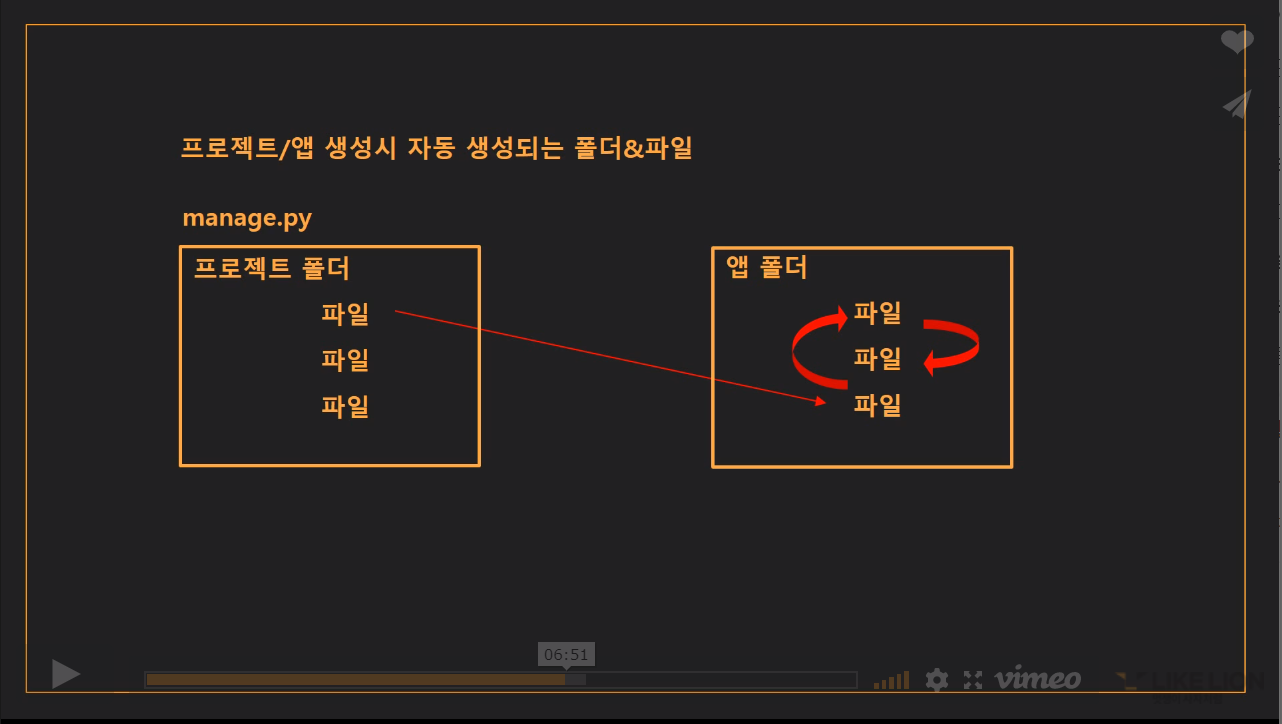 프로젝트/앱 생성시 자동 생성되는 폴더&파일
manage.py
프로젝트 폴더
파일
파일
파일
앱 폴더
파일
파일
파일
06:51
vimeo
LIKE LION